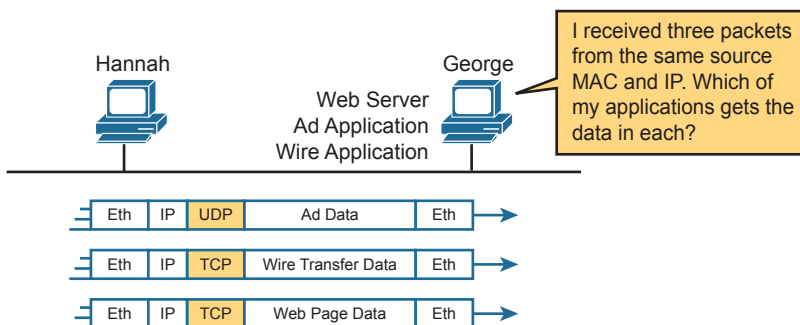 Hannah
George
I received three packets
from the same source
MAC and IP. Which of
my applications gets the
data in each?
Web Server
Ad Application
Wire Application
Eth IP UDP Ad Data Eth
Eth IP TCP Wire Transfer Data Eth
Eth IP TCP Web Page Data Eth